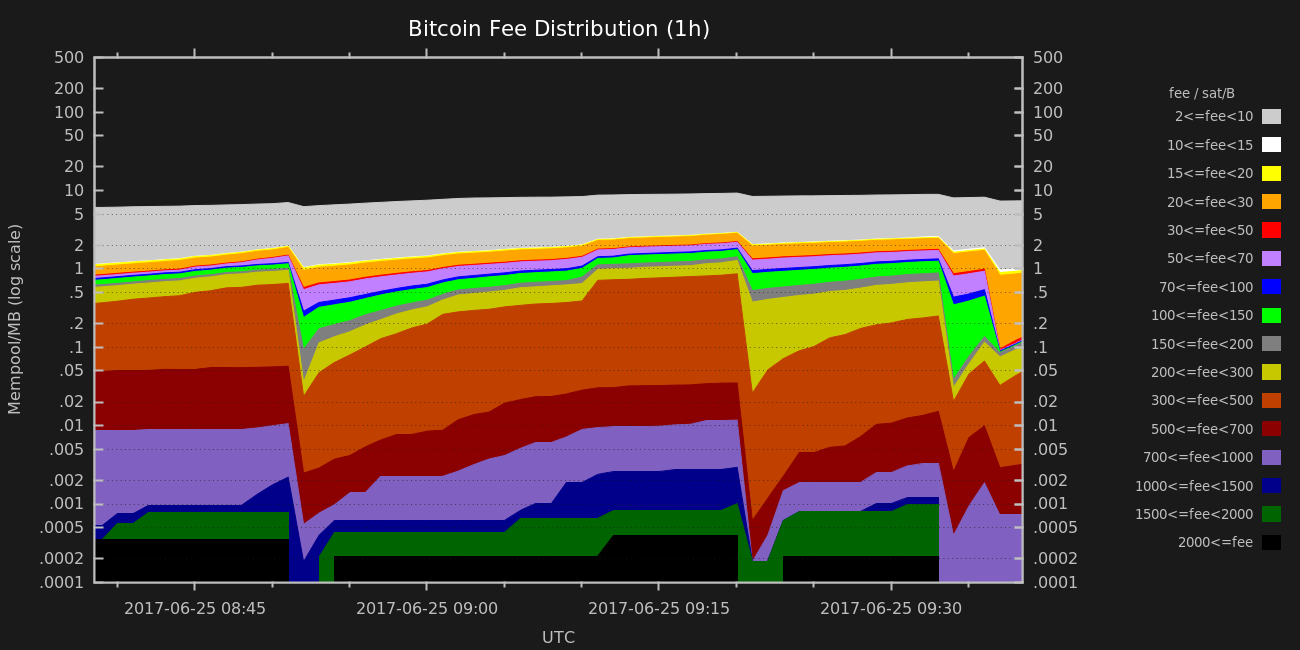 Bitcoin Fee Distribution (1h)
500 500
200 200
100 100
50 50
20 20
10 10
5 5
2 2
1 1
.5 .5
.2 .2
.1 .1
.05 .05
.02 .02
.01 .01
.005 .005
.002 .002
.001 .001
.0005 .0005
.0002 .0002
.0001 .0001
Mempool/MB (log scale)
2017-06-25 08:45 2017-06-25 09:00 2017-06-25 09:15 2017-06-25 09:30
UTC
fee / sat/B
2<=fee<10
10<=fee<15
15<=fee<20
20<=fee<30
30<=fee<50
50<=fee<70
70<=fee<100
100<=fee<150
150<=fee<200
200<=fee<300
300<=fee<500
500<=fee<700
700<=fee<1000
1000<=fee<1500
1500<=fee<2000
2000<=fee